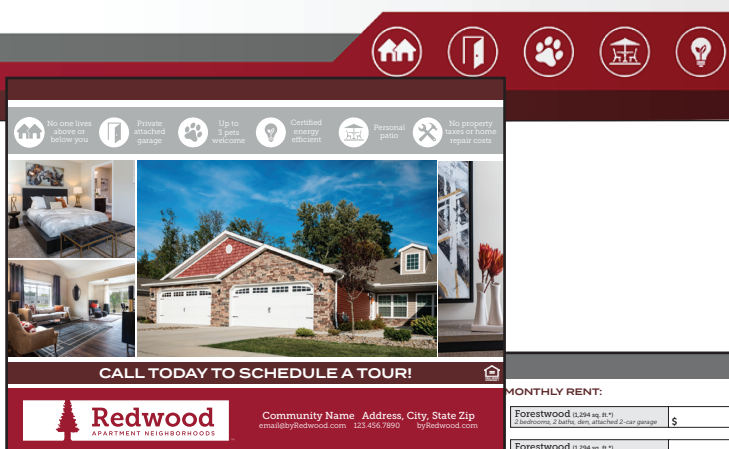 No one lives
above or
below you
Private
attached
garage
Up to
3 pets
welcome
Certified
energy
efficient
Personal
patio
No property
taxes or home
repair costs
CALL TODAY TO SCHEDULE A TOUR!
Redwood
APARTMENT NEIGHBORHOODS
Community Name Address, City, State Zip
email@byRedwood.com 123.456.7890 byRedwood.com
MONTHLY RENT:
Forestwood (1,294 sq. ft.*)
2 bedrooms, 2 baths, den, attached 2-car garage
$
Forestwood (1,294 sq. ft.*)